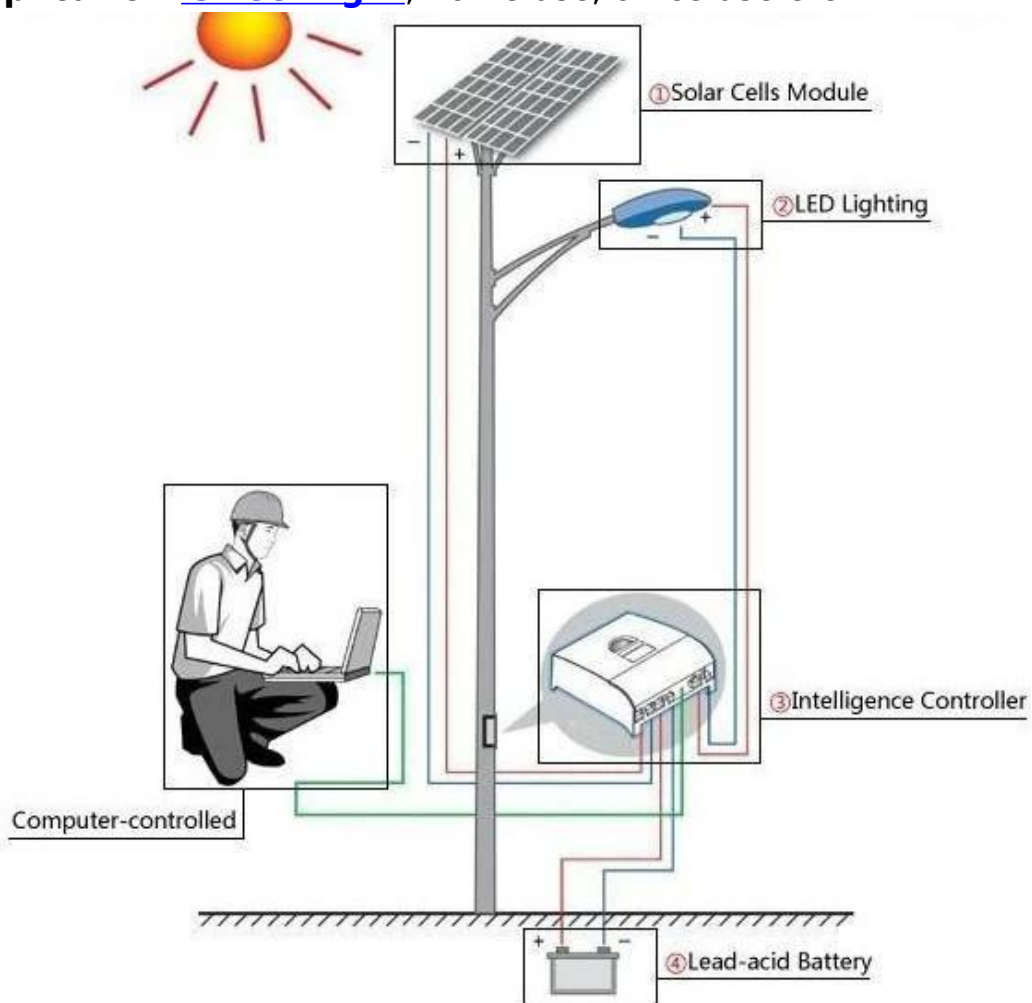 ①Solar Cells Module
− +
②LED Lighting
+
−
③Intelligence Controller
Computer-controlled
+ −
④Lead-acid Battery